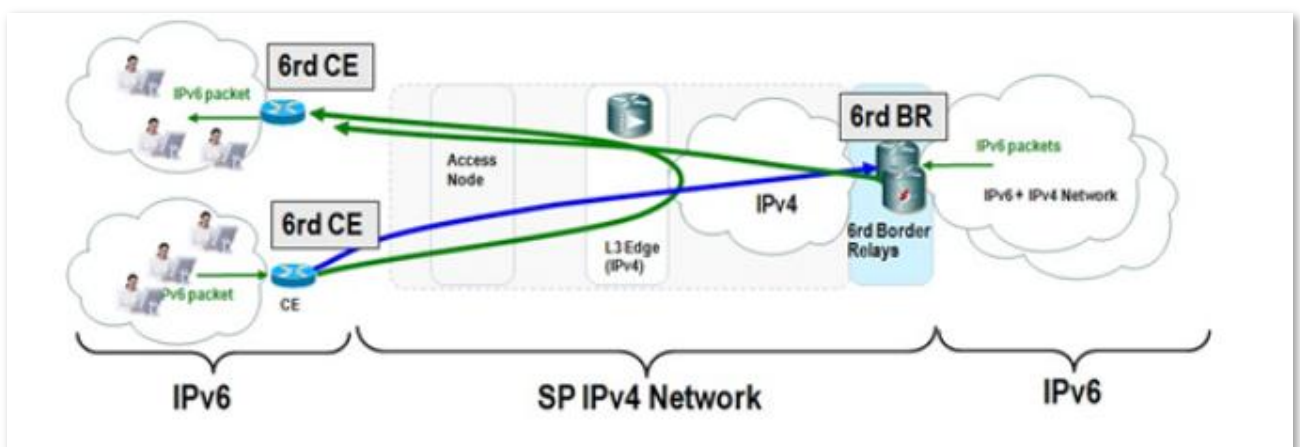 6rd CE
IPv6 packet
6rd BR
IPv6 packets
Access
Node
IPv4
IPv6 + IPv4 Network
6rd CE
L3 Edge
(IPv4)
6rd Border
Relays
Pv6 packet
CE
IPv6
SP IPv4 Network
IPv6